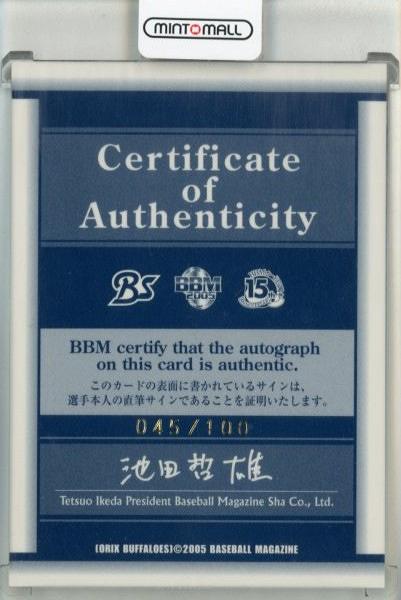 MINTⓂMALL
Certificate
of
Authenticity
Bs
BBM
2005
15th
BBM certify that the autograph
on this card is authentic.
このカードの表面に書かれているサインは、
選手本人の直筆サインであることを証明いたします。
045/100
池田哲雄
Tetsuo Ikeda President Baseball Magazine Sha Co., Ltd.
(ORIX BUFFALOES)©2005 BASEBALL MAGAZINE